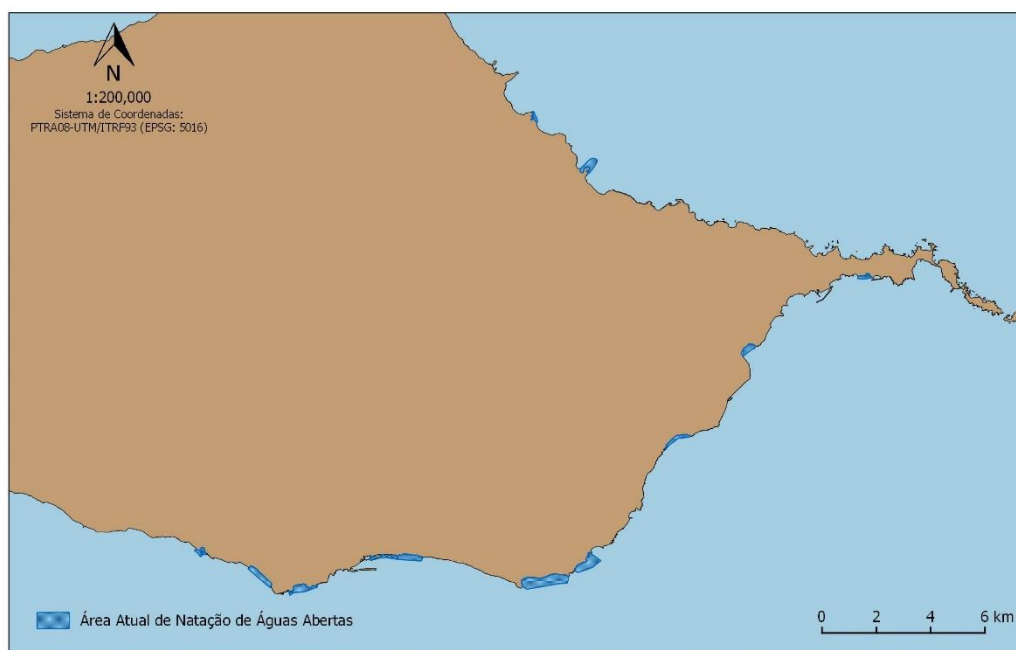 N
1:200,000
Sistema de Coordenadas:
PTRA08-UTM/ITRF93 (EPSG: 5016)
Área Atual de Natação de Águas Abertas
0 2 4 6 km